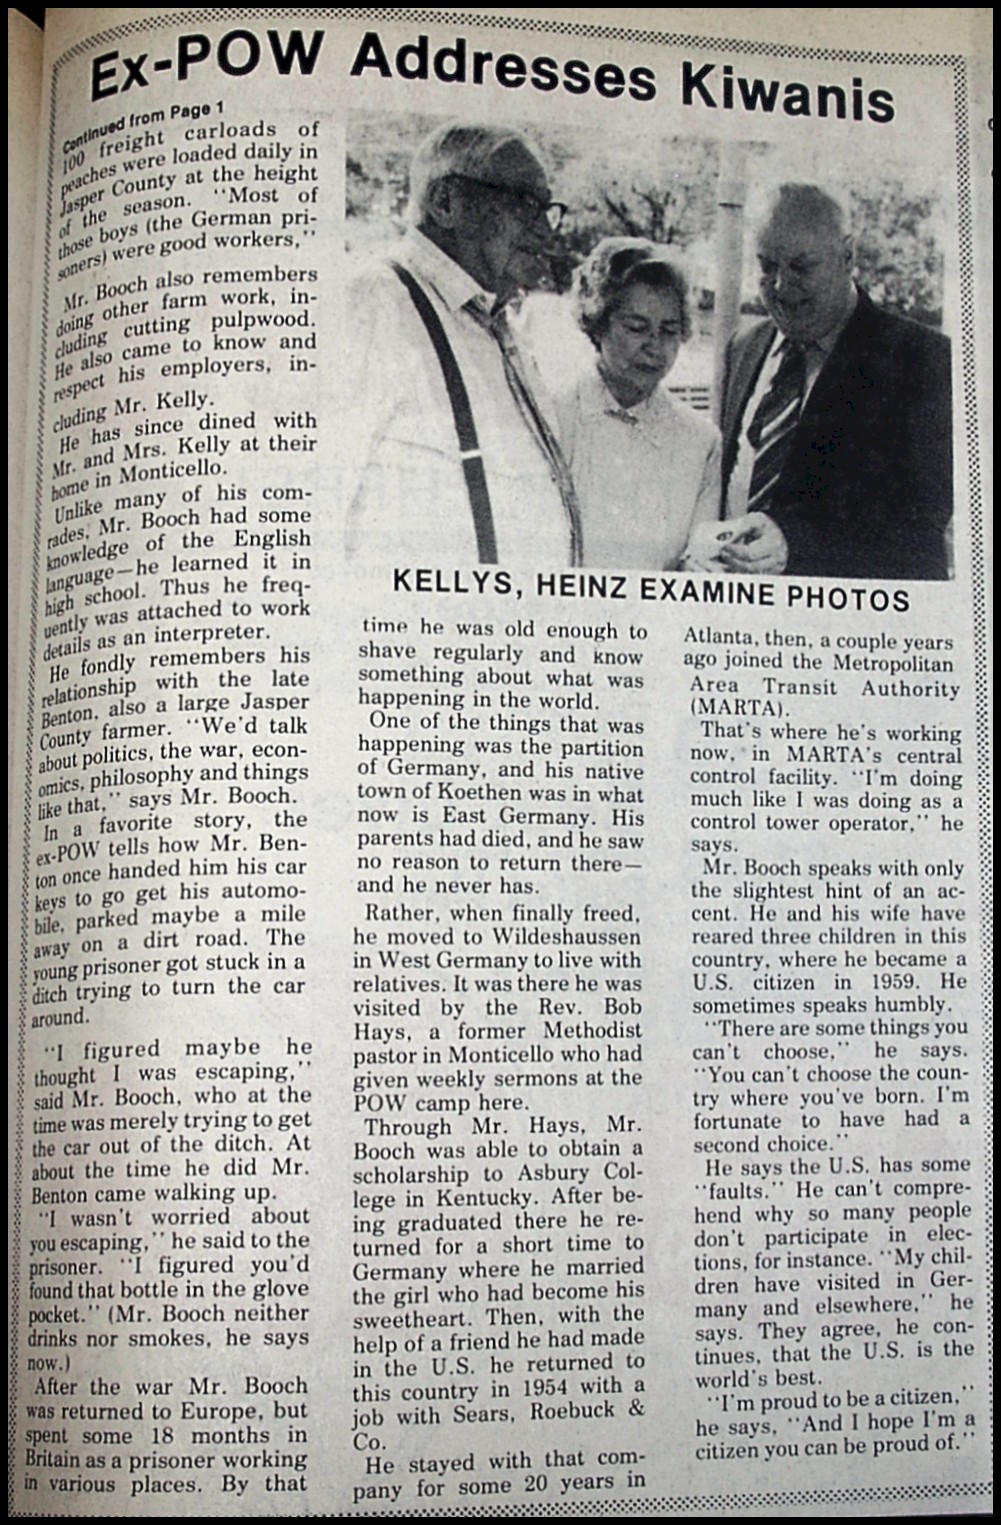 Ex-POW Addresses Kiwanis
Continued from Page 1
100 freight carloads of
peaches were loaded daily in
Jasper County at the height
of the season. "Most of
those boys (the German pri-
soners) were good workers,"
Mr. Booch also remembers
doing other farm work, in-
cluding cutting pulpwood.
He also came to know and
respect his employers, in-
cluding Mr. Kelly.
He has since dined with
Mr. and Mrs. Kelly at their
home in Monticello.
Unlike many of his com-
rades, Mr. Booch had some
knowledge of the English
language—he learned it in
high school. Thus he freq-
uently was attached to work
details as an interpreter.
He fondly remembers his
relationship with the late
Benton, also a large Jasper
County farmer. "We'd talk
about politics, the war, econ-
omics, philosophy and things
like that," says Mr. Booch.
In a favorite story, the
ex-POW tells how Mr. Ben-
ton once handed him his car
keys to go get his automo-
bile, parked maybe a mile
away on a dirt road. The
young prisoner got stuck in a
ditch trying to turn the car
around.
"I figured maybe he
thought I was escaping,"
said Mr. Booch, who at the
time was merely trying to get
the car out of the ditch. At
about the time he did Mr.
Benton came walking up.
"I wasn't worried about
you escaping," he said to the
prisoner. "I figured you'd
found that bottle in the glove
pocket." (Mr. Booch neither
drinks nor smokes, he says
now.)
After the war Mr. Booch
was returned to Europe, but
spent some 18 months in
Britain as a prisoner working
in various places. By that
KELLYS, HEINZ EXAMINE PHOTOS
time he was old enough to
shave regularly and know
something about what was
happening in the world.
One of the things that was
happening was the partition
of Germany, and his native
town of Koethen was in what
now is East Germany. His
parents had died, and he saw
no reason to return there—
and he never has.
Rather, when finally freed,
he moved to Wildeshaussen
in West Germany to live with
relatives. It was there he was
visited by the Rev. Bob
Hays, a former Methodist
pastor in Monticello who had
given weekly sermons at the
POW camp here.
Through Mr. Hays, Mr.
Booch was able to obtain a
scholarship to Asbury Col-
lege in Kentucky. After be-
ing graduated there he re-
turned for a short time to
Germany where he married
the girl who had become his
sweetheart. Then, with the
help of a friend he had made
in the U.S. he returned to
this country in 1954 with a
job with Sears, Roebuck &
Co.
He stayed with that com-
pany for some 20 years in
Atlanta, then, a couple years
ago joined the Metropolitan
Area Transit Authority
(MARTA).
That's where he's working
now, in MARTA's central
control facility. "I'm doing
much like I was doing as a
control tower operator," he
says.
Mr. Booch speaks with only
the slightest hint of an ac-
cent. He and his wife have
reared three children in this
country, where he became a
U.S. citizen in 1959. He
sometimes speaks humbly.
"There are some things you
can't choose," he says.
"You can't choose the coun-
try where you've born. I'm
fortunate to have had a
second choice."
He says the U.S. has some
"faults." He can't compre-
hend why so many people
don't participate in elec-
tions, for instance. "My chil-
dren have visited in Ger-
many and elsewhere," he
says. They agree, he con-
tinues, that the U.S. is the
world's best.
"I'm proud to be a citizen,"
he says, "And I hope I'm a
citizen you can be proud of."